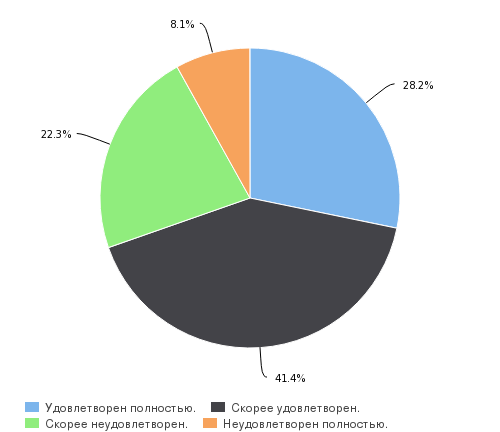 8.1%
28.2%
22.3%
41.4%
Удовлетворен полностью. Скорее удовлетворен.
Скорее неудовлетворен. Неудовлетворен полностью.